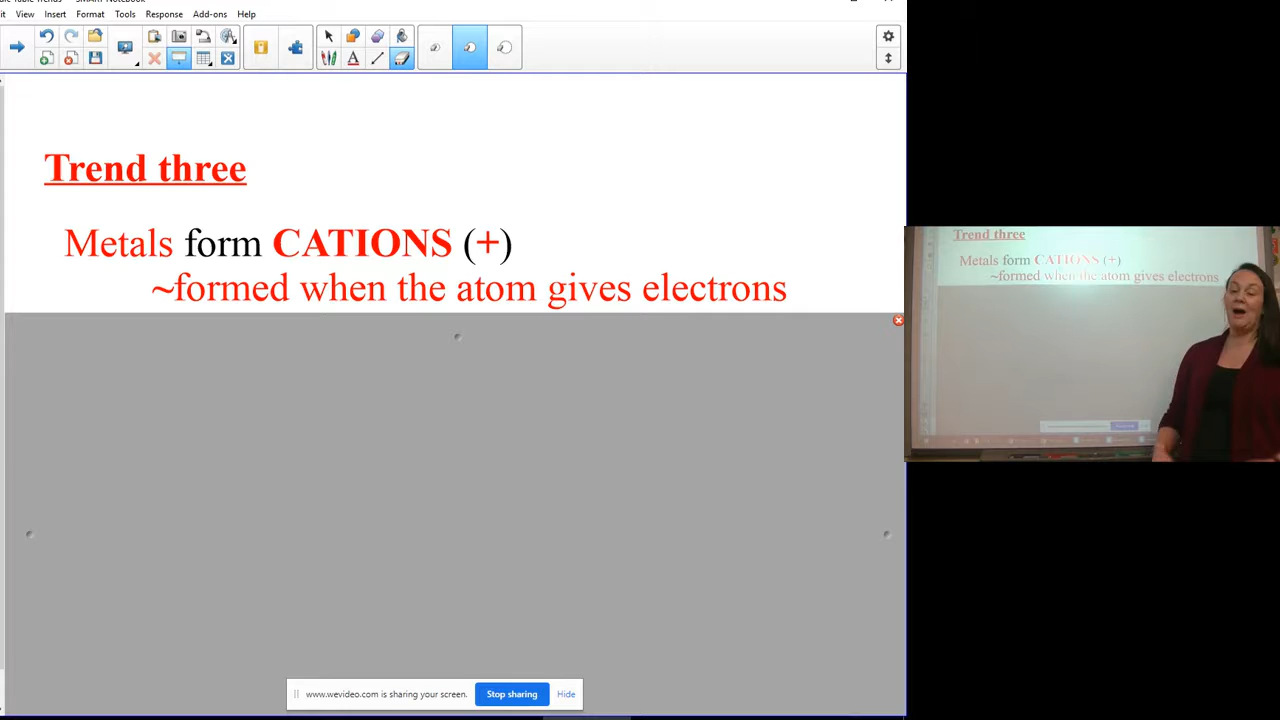 View Insert Format Tools Response Add-ons Help
Trend three
Metals form CATIONS (+)
~formed when the atom gives electrons
Trend three
Metals form CATIONS (+)
~formed when the atom gives electrons
www.wevideo.com is sharing your screen. Stop sharing Hide